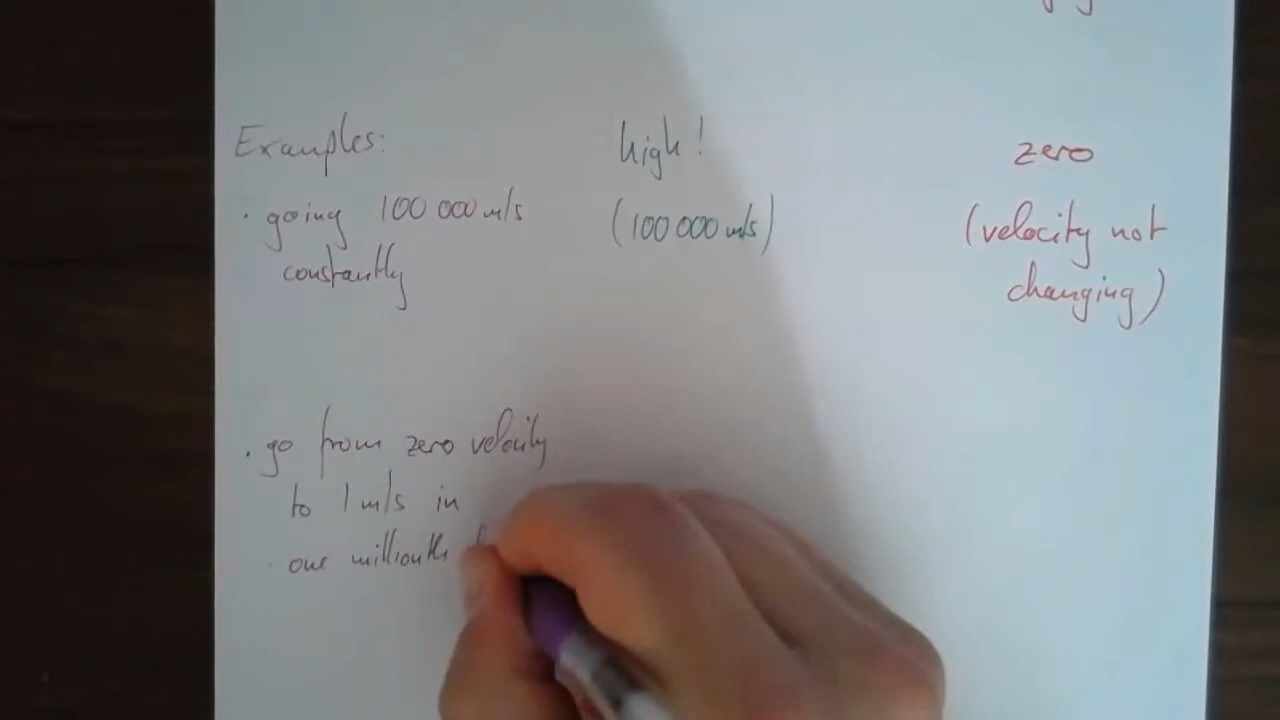 Examples:
high!
zero
· going 100 000 m/s
constantly
(100 000 m/s)
(velocity not
changing)
· go from zero velocity
to 1 m/s in
one millionth